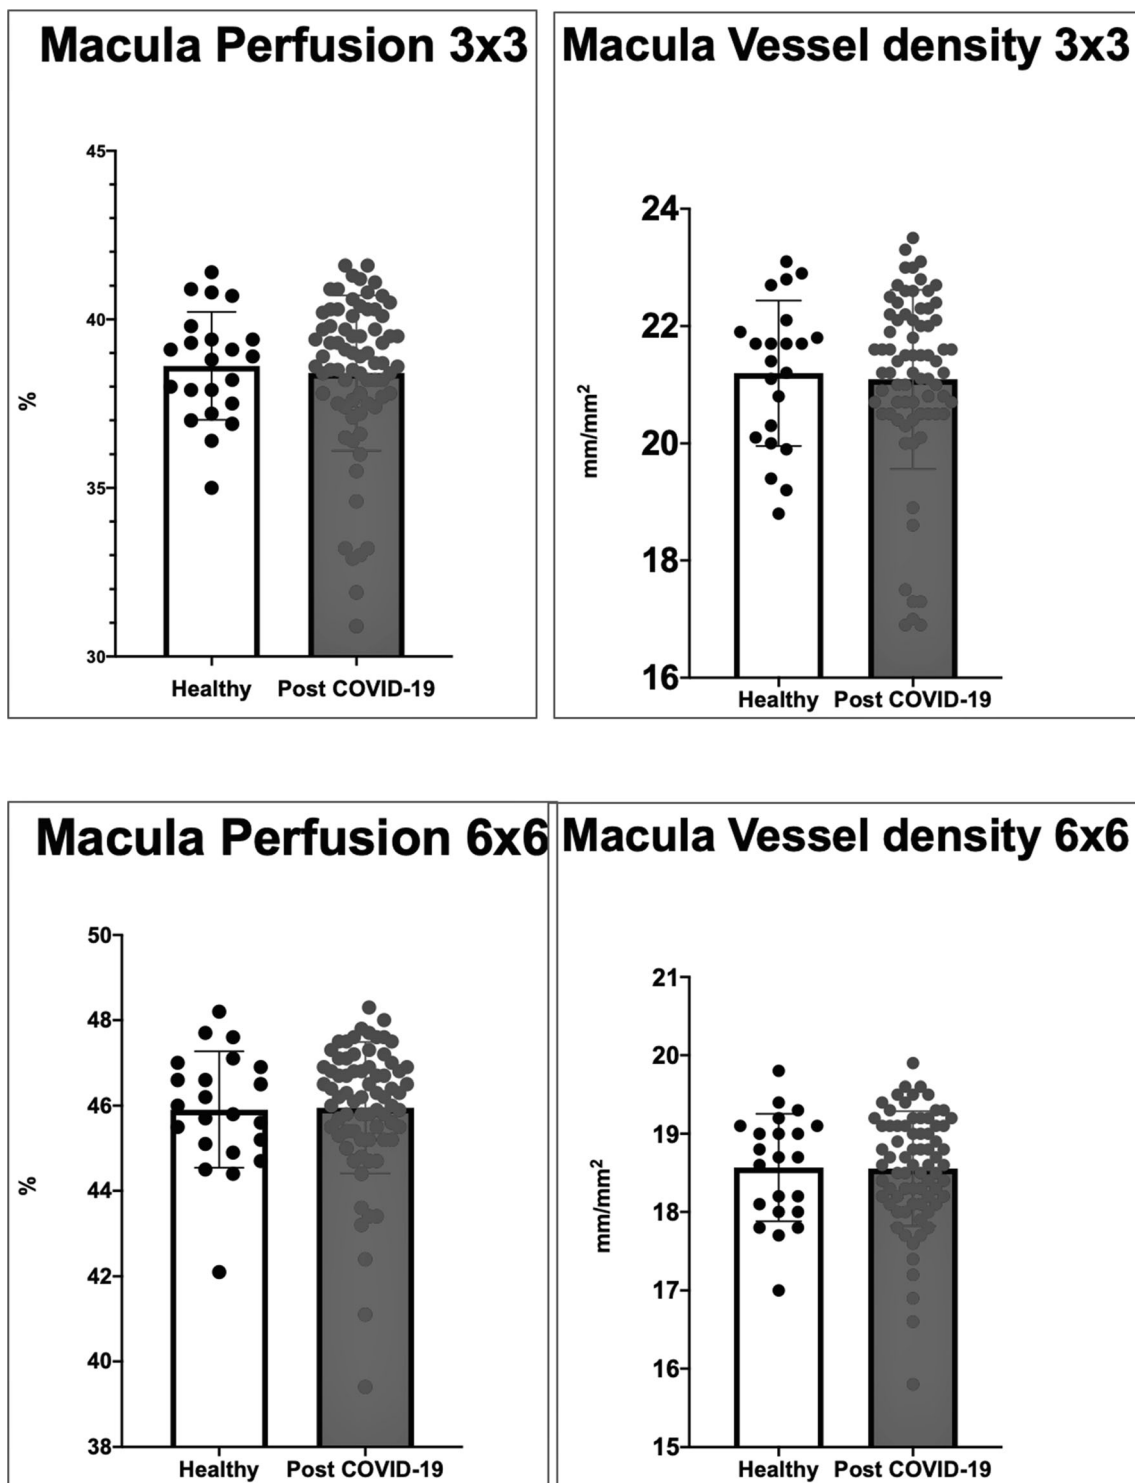 Macula Perfusion 3x3
45
40
%
35
30
Healthy Post COVID-19
Macula Vessel density 3x3
24
22
mm/mm²
20
18
16
Healthy Post COVID-19
Macula Perfusion 6x6
50
48
46
%
44
42
40
38
Healthy Post COVID-19
Macula Vessel density 6x6
21
20
19
mm/mm²
18
17
16
15
Healthy Post COVID-19